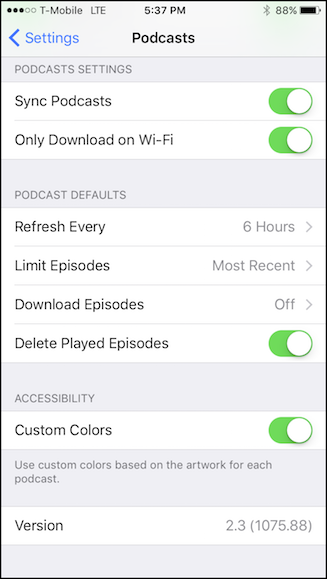 T-Mobile LTE 5:37 PM 88%
Settings Podcasts
PODCASTS SETTINGS
Sync Podcasts
Only Download on Wi-Fi
PODCAST DEFAULTS
Refresh Every 6 Hours
Limit Episodes Most Recent
Download Episodes Off
Delete Played Episodes
ACCESSIBILITY
Custom Colors
Use custom colors based on the artwork for each
podcast.
Version 2.3 (1075.88)